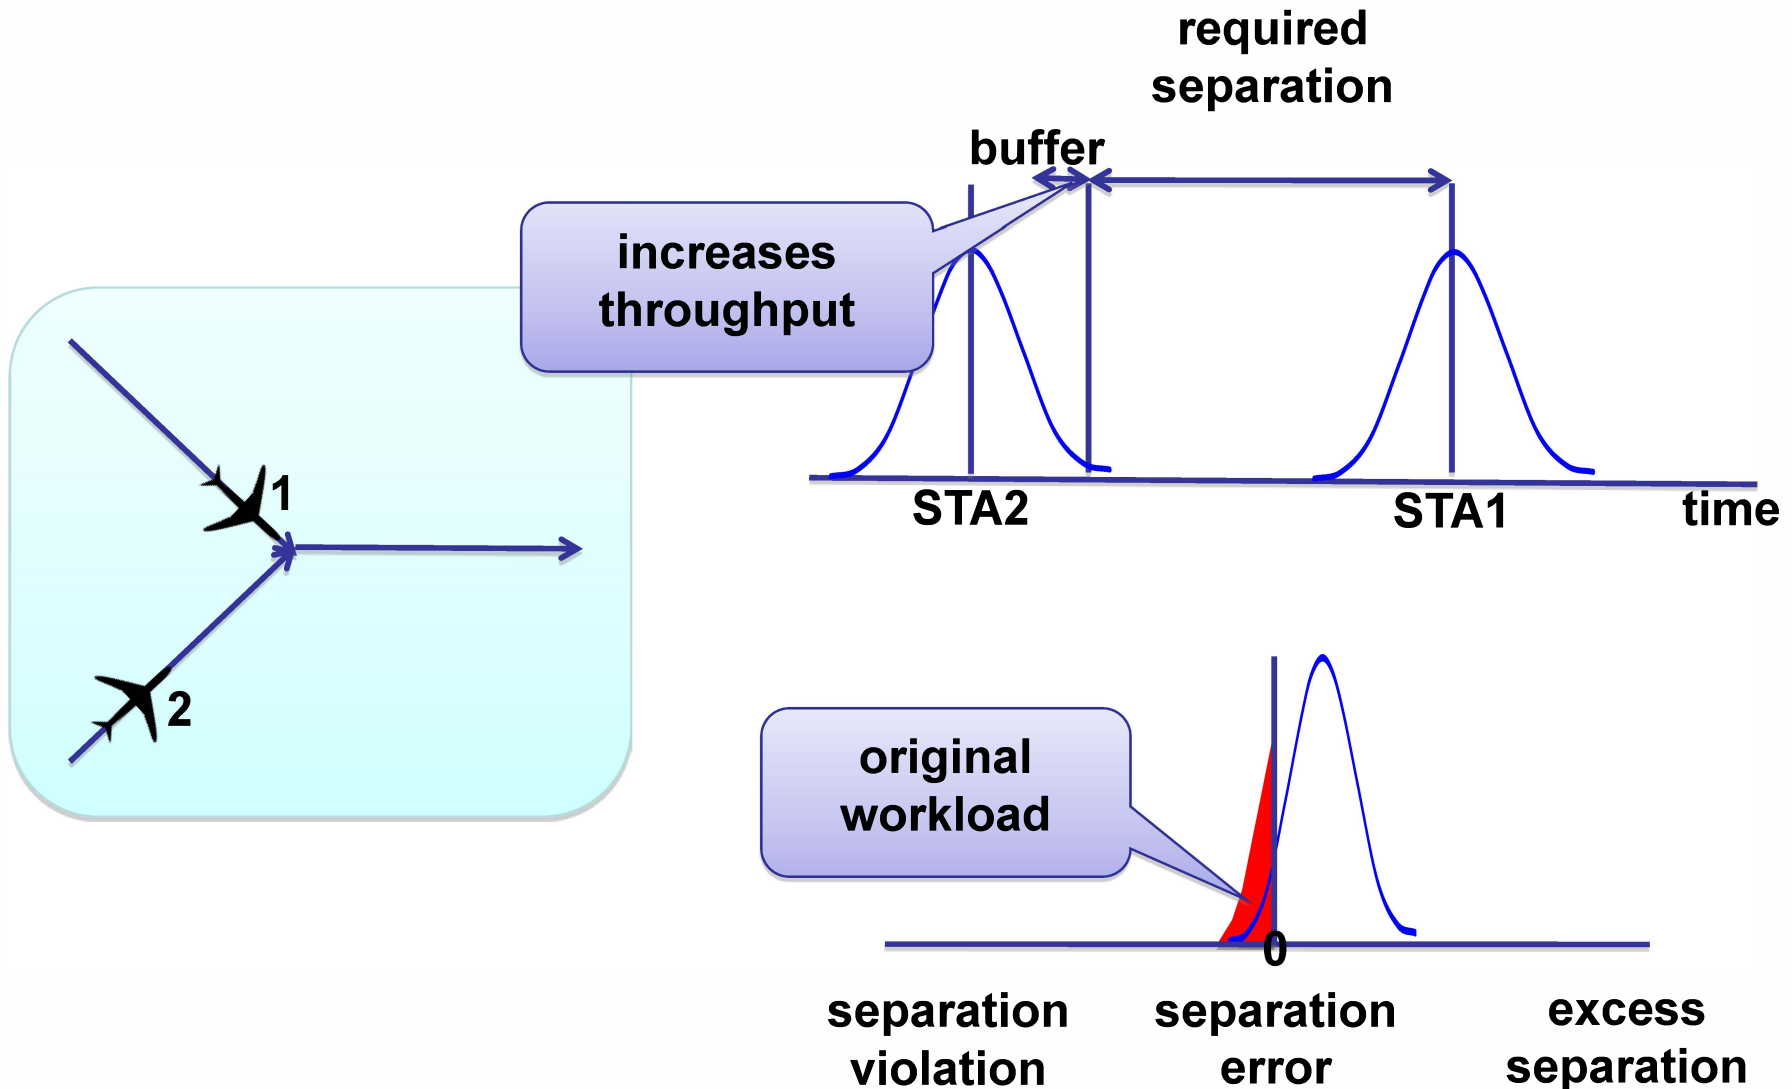 required
separation
buffer
increases
throughput
STA2
STA1
time
1
2
original
workload
0
separation
violation
separation
error
excess
separation